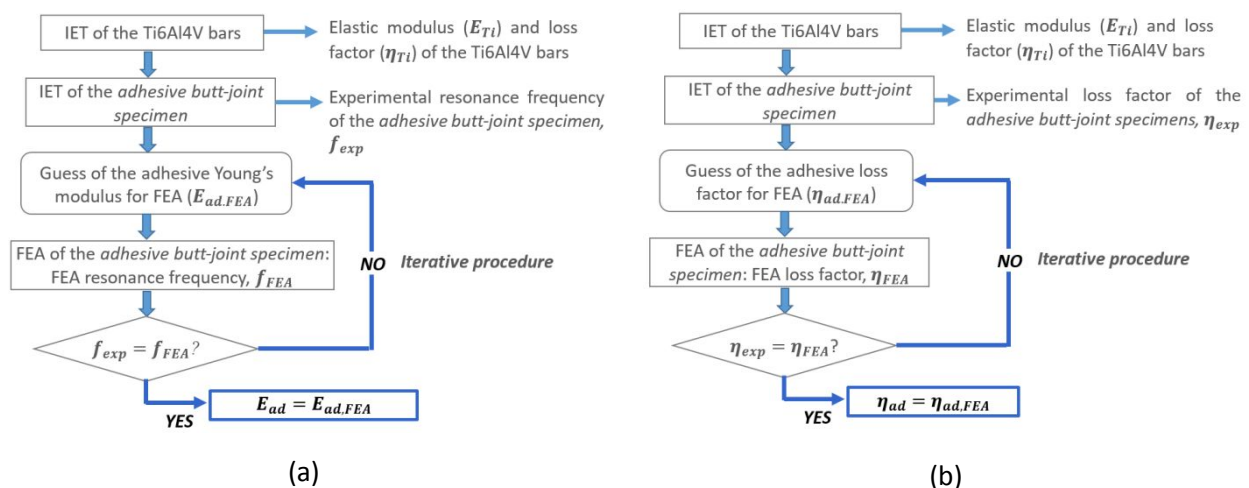 IET of the Ti6Al4V bars
Elastic modulus (E_Ti) and loss
factor (η_Ti) of the Ti6Al4V bars
IET of the adhesive butt-joint
specimen
Experimental resonance frequency
of the adhesive butt-joint specimen,
f_exp
Guess of the adhesive Young's
modulus for FEA (E_ad.FEA)
FEA of the adhesive butt-joint specimen:
FEA resonance frequency, f_FEA
NO
Iterative procedure
f_exp = f_FEA?
YES
E_ad = E_ad,FEA
(a)
IET of the Ti6Al4V bars
Elastic modulus (E_Ti) and loss
factor (η_Ti) of the Ti6Al4V bars
IET of the adhesive butt-joint
specimen
Experimental loss factor of the
adhesive butt-joint specimens, η_exp
Guess of the adhesive loss
factor for FEA (η_ad.FEA)
FEA of the adhesive butt-joint
specimen: FEA loss factor, η_FEA
NO
Iterative procedure
η_exp = η_FEA?
YES
η_ad = η_ad,FEA
(b)